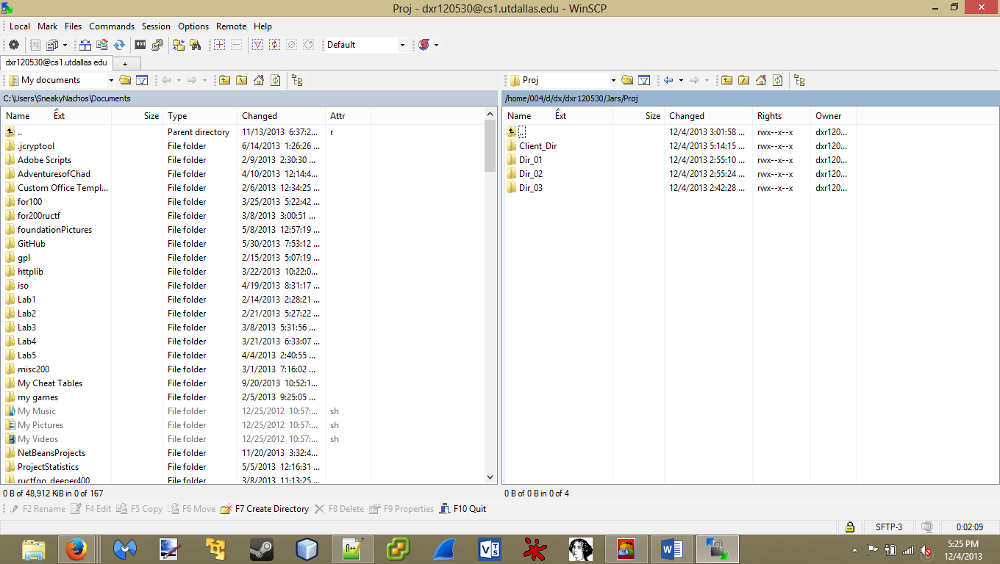 Proj - dxr120530@cs1.utdallas.edu - WinSCP
Local Mark Files Commands Session Options Remote Help
Default
dxr120530@cs1.utdallas.edu +
My documents
C:\Users\SneakyNachos\Documents
Name Ext Size Type Changed Attr
.. Parent directory 11/13/2013 6:37:2... r
.jcryptool File folder 6/14/2013 1:26:26 ...
Adobe Scripts File folder 2/9/2013 2:30:30 ...
AdventuresofChad File folder 4/10/2013 12:14:4...
Custom Office Templ... File folder 2/6/2013 12:34:25 ...
for100 File folder 3/25/2013 5:22:42 ...
for200ructf File folder 3/8/2013 3:00:51 ...
foundationPictures File folder 5/8/2013 12:57:19 ...
GitHub File folder 5/30/2013 7:53:12 ...
gpl File folder 2/15/2013 5:07:19 ...
httplib File folder 3/22/2013 10:22:0...
iso File folder 4/19/2013 8:31:17 ...
Lab1 File folder 2/14/2013 2:28:21 ...
Lab2 File folder 2/21/2013 5:27:22 ...
Lab3 File folder 3/8/2013 5:31:56 ...
Lab4 File folder 3/21/2013 6:33:07 ...
Lab5 File folder 4/4/2013 2:40:55 ...
misc200 File folder 3/1/2013 7:16:02 ...
My Cheat Tables File folder 9/20/2013 10:52:1...
my games File folder 2/5/2013 9:25:05 ...
My Music File folder 12/25/2012 10:57:... sh
My Pictures File folder 12/25/2012 10:57:... sh
My Videos File folder 12/25/2012 10:57:... sh
NetBeansProjects File folder 11/20/2013 3:32:4...
ProjectStatistics File folder 5/5/2013 12:16:31 ...
ructfgo_deeper400 File folder 3/8/2013 11:13:25 ...
0 B of 48,912 KiB in 0 of 167
Proj
/home/004/d/dx/dxr120530/Jars/Proj
Name Ext Size Changed Rights Owner
.. 12/4/2013 3:01:58 ... rwx--x--x dxr120...
Client_Dir 12/4/2013 5:14:15 ... rwx--x--x dxr120...
Dir_01 12/4/2013 2:55:10 ... rwx--x--x dxr120...
Dir_02 12/4/2013 2:55:24 ... rwx--x--x dxr120...
Dir_03 12/4/2013 2:42:28 ... rwx--x--x dxr120...
0 B of 0 B in 0 of 4
F2 Rename F4 Edit F5 Copy F6 Move F7 Create Directory F8 Delete F9 Properties F10 Quit
SFTP-3 0:02:09
5:25 PM
12/4/2013